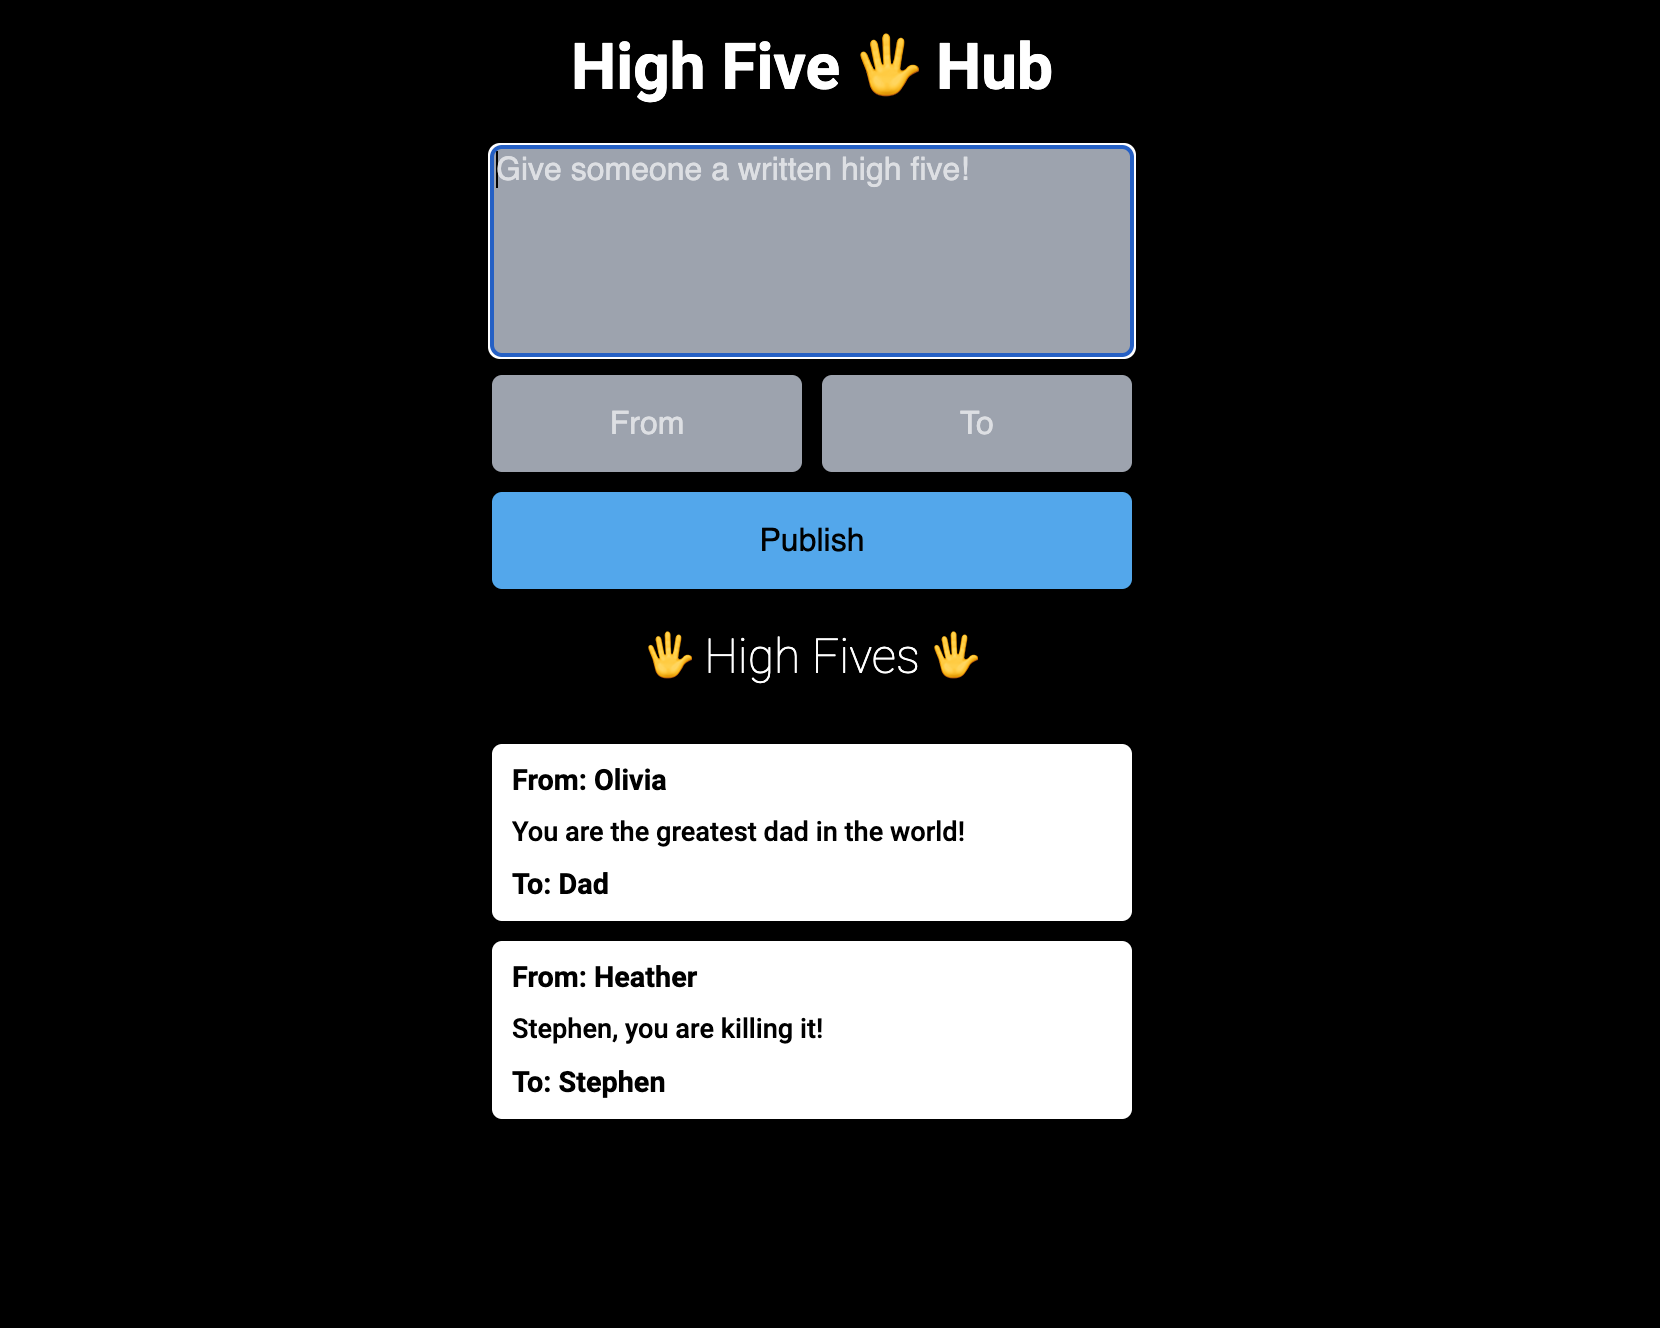 High Five 🖐 Hub
Give someone a written high five!
From To
Publish
🖐 High Fives 🖐
From: Olivia
You are the greatest dad in the world!
To: Dad
From: Heather
Stephen, you are killing it!
To: Stephen